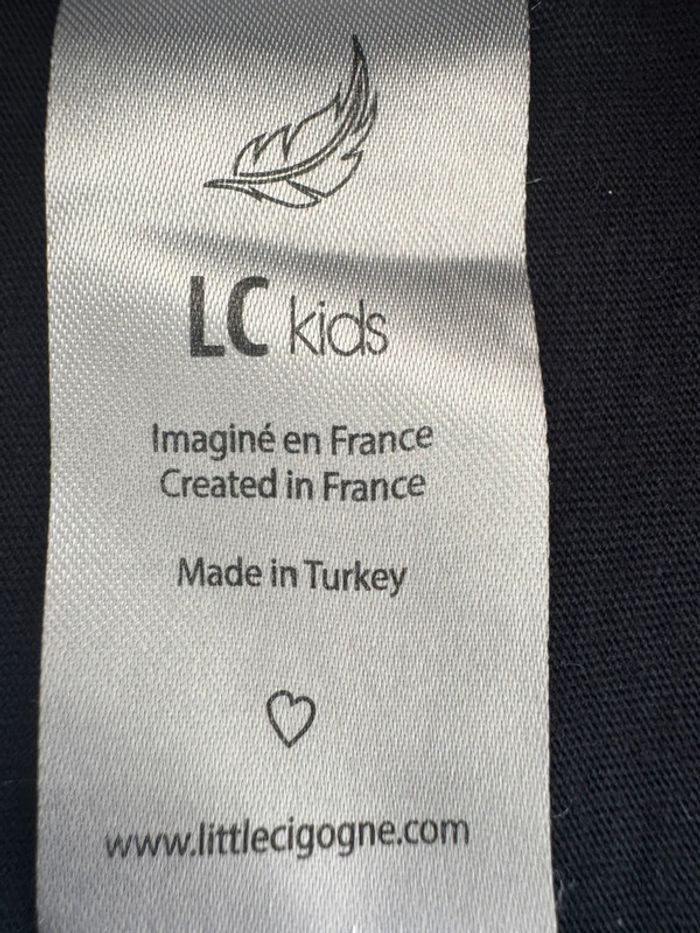 LC kids
Imaginé en France
Created in France
Made in Turkey
www.littlecigogne.com